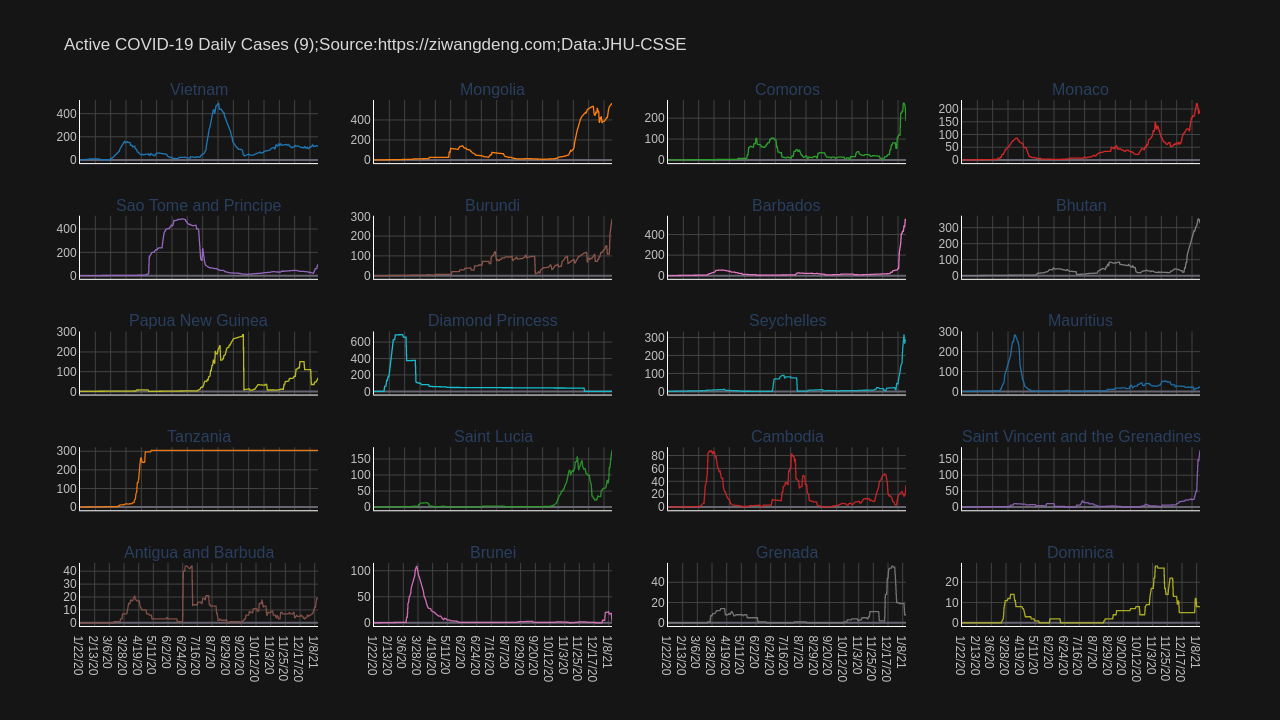 Active COVID-19 Daily Cases (9);Source:https://ziwangdeng.com;Data:JHU-CSSE
Vietnam Mongolia Comoros Monaco
400 200 0
400 200 0
200 100 0
200 150 100 50 0
Sao Tome and Principe Burundi Barbados Bhutan
400 200 0
300 200 100 0
400 200 0
300 200 100 0
Papua New Guinea Diamond Princess Seychelles Mauritius
300 200 100 0
600 400 200 0
300 200 100 0
300 200 100 0
Tanzania Saint Lucia Cambodia Saint Vincent and the Grenadines
300 200 100 0
150 100 50 0
80 60 40 20 0
150 100 50 0
Antigua and Barbuda Brunei Grenada Dominica
40 30 20 10 0
100 50 0
40 20 0
20 10 0
1/22/20 2/13/20 3/6/20 3/28/20 4/19/20 5/11/20 6/2/20 6/24/20 7/16/20 8/7/20 8/29/20 9/20/20 10/12/20 11/3/20 11/25/20 12/17/20 1/8/21
1/22/20 2/13/20 3/6/20 3/28/20 4/19/20 5/11/20 6/2/20 6/24/20 7/16/20 8/7/20 8/29/20 9/20/20 10/12/20 11/3/20 11/25/20 12/17/20 1/8/21
1/22/20 2/13/20 3/6/20 3/28/20 4/19/20 5/11/20 6/2/20 6/24/20 7/16/20 8/7/20 8/29/20 9/20/20 10/12/20 11/3/20 11/25/20 12/17/20 1/8/21
1/22/20 2/13/20 3/6/20 3/28/20 4/19/20 5/11/20 6/2/20 6/24/20 7/16/20 8/7/20 8/29/20 9/20/20 10/12/20 11/3/20 11/25/20 12/17/20 1/8/21